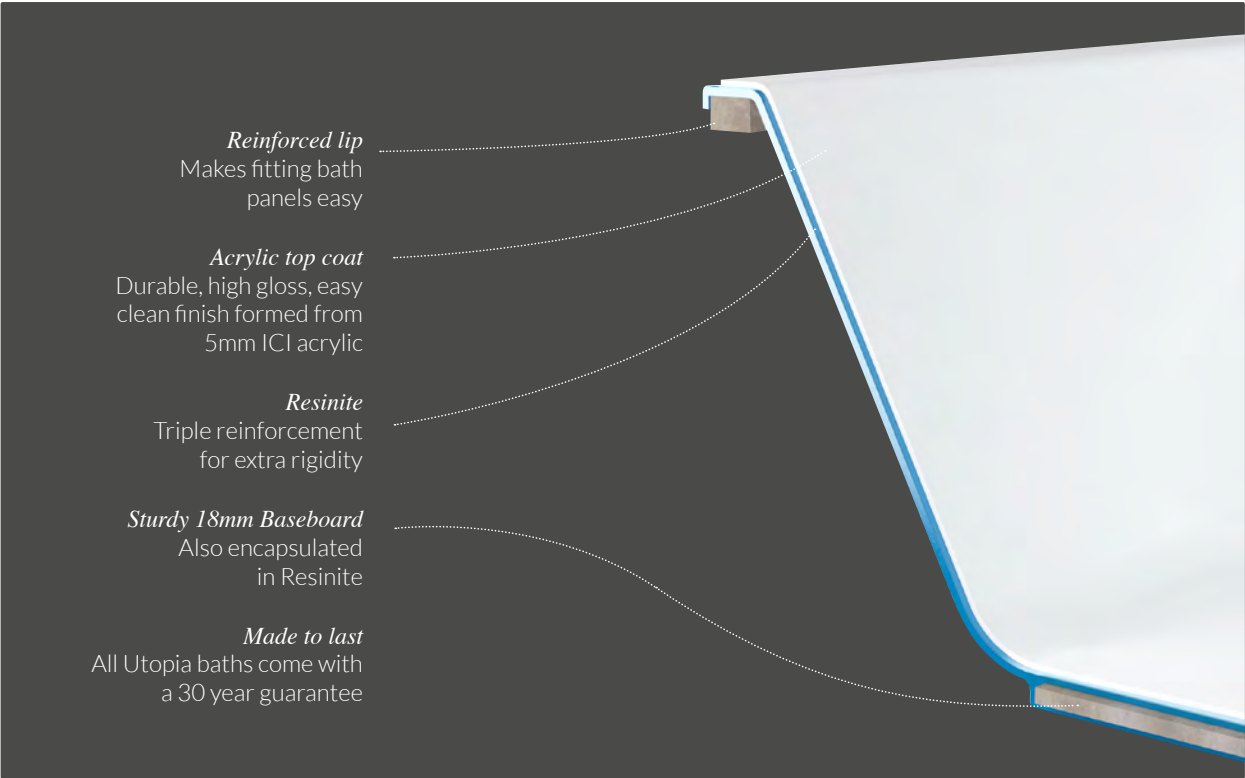 Reinforced lip
Makes fitting bath
panels easy
Acrylic top coat
Durable, high gloss, easy
clean finish formed from
5mm ICI acrylic
Resinite
Triple reinforcement
for extra rigidity
Sturdy 18mm Baseboard
Also encapsulated
in Resinite
Made to last
All Utopia baths come with
a 30 year guarantee